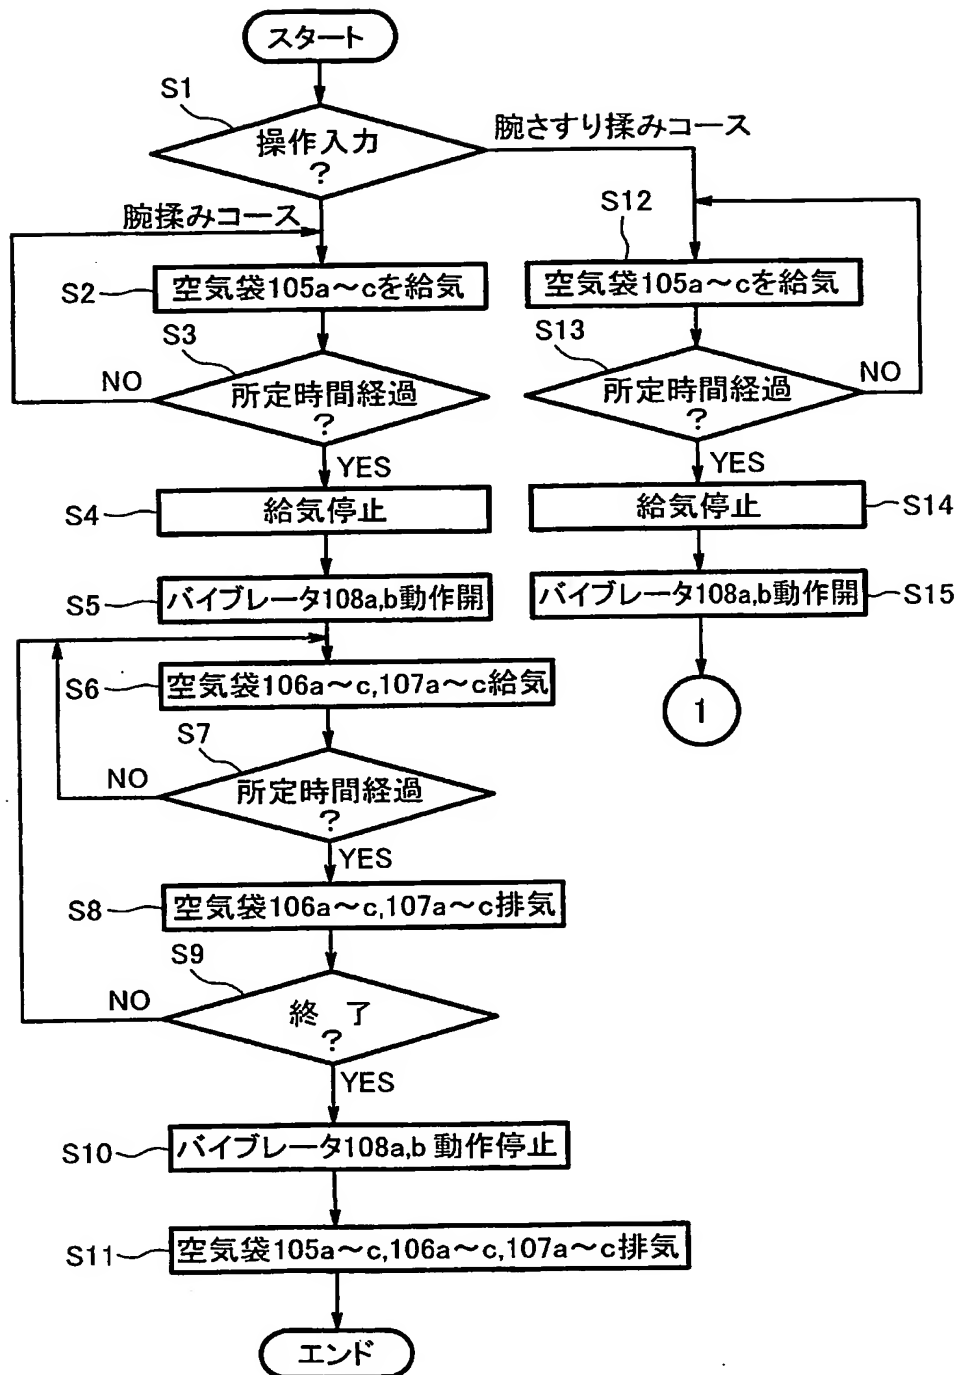 スタート
S1
操作入力
?
腕さすり揉みコース
腕揉みコース
S2
空気袋105a～cを給気
S3
所定時間経過
?
NO
YES
S4
給気停止
S5
バイブレータ108a,b動作開
S6
空気袋106a～c,107a～c給気
S7
所定時間経過
?
NO
YES
S8
空気袋106a～c,107a～c排気
S9
終 了
?
NO
YES
S10
バイブレータ108a,b 動作停止
S11
空気袋105a～c,106a～c,107a～c排気
エンド
S12
空気袋105a～cを給気
S13
所定時間経過
?
NO
YES
給気停止
S14
バイブレータ108a,b動作開
S15
1